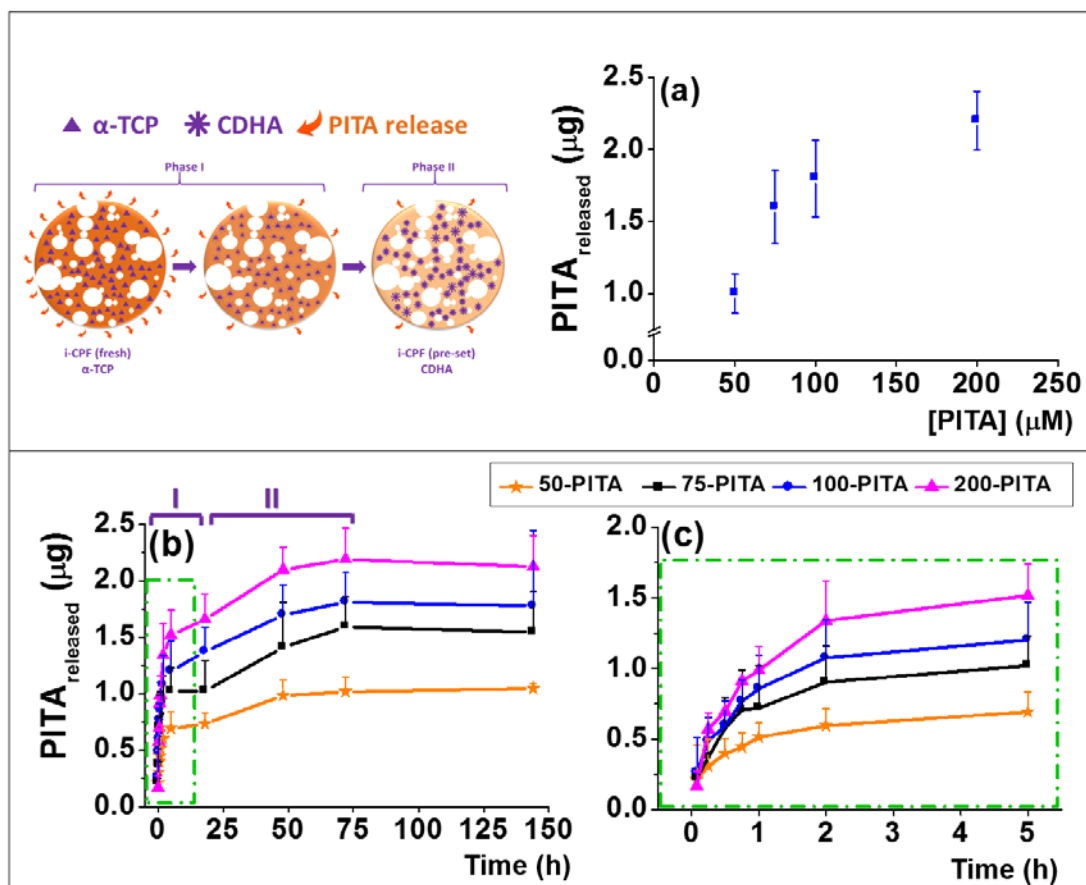 α-TCP CDHA PITA release
Phase I Phase II
i-CPF (fresh)
α-TCP
i-CPF (pre-set)
CDHA
(a)
PITA released (μg)
2.5
2.0
1.5
1.0
0.0
0 50 100 150 200 250
[PITA] (μM)
50-PITA 75-PITA 100-PITA 200-PITA
I II
(b)
PITA released (μg)
2.5
2.0
1.5
1.0
0.5
0.0
0 25 50 75 100 125 150
Time (h)
(c)
2.0
1.5
1.0
0.5
0.0
0 1 2 3 4 5
Time (h)